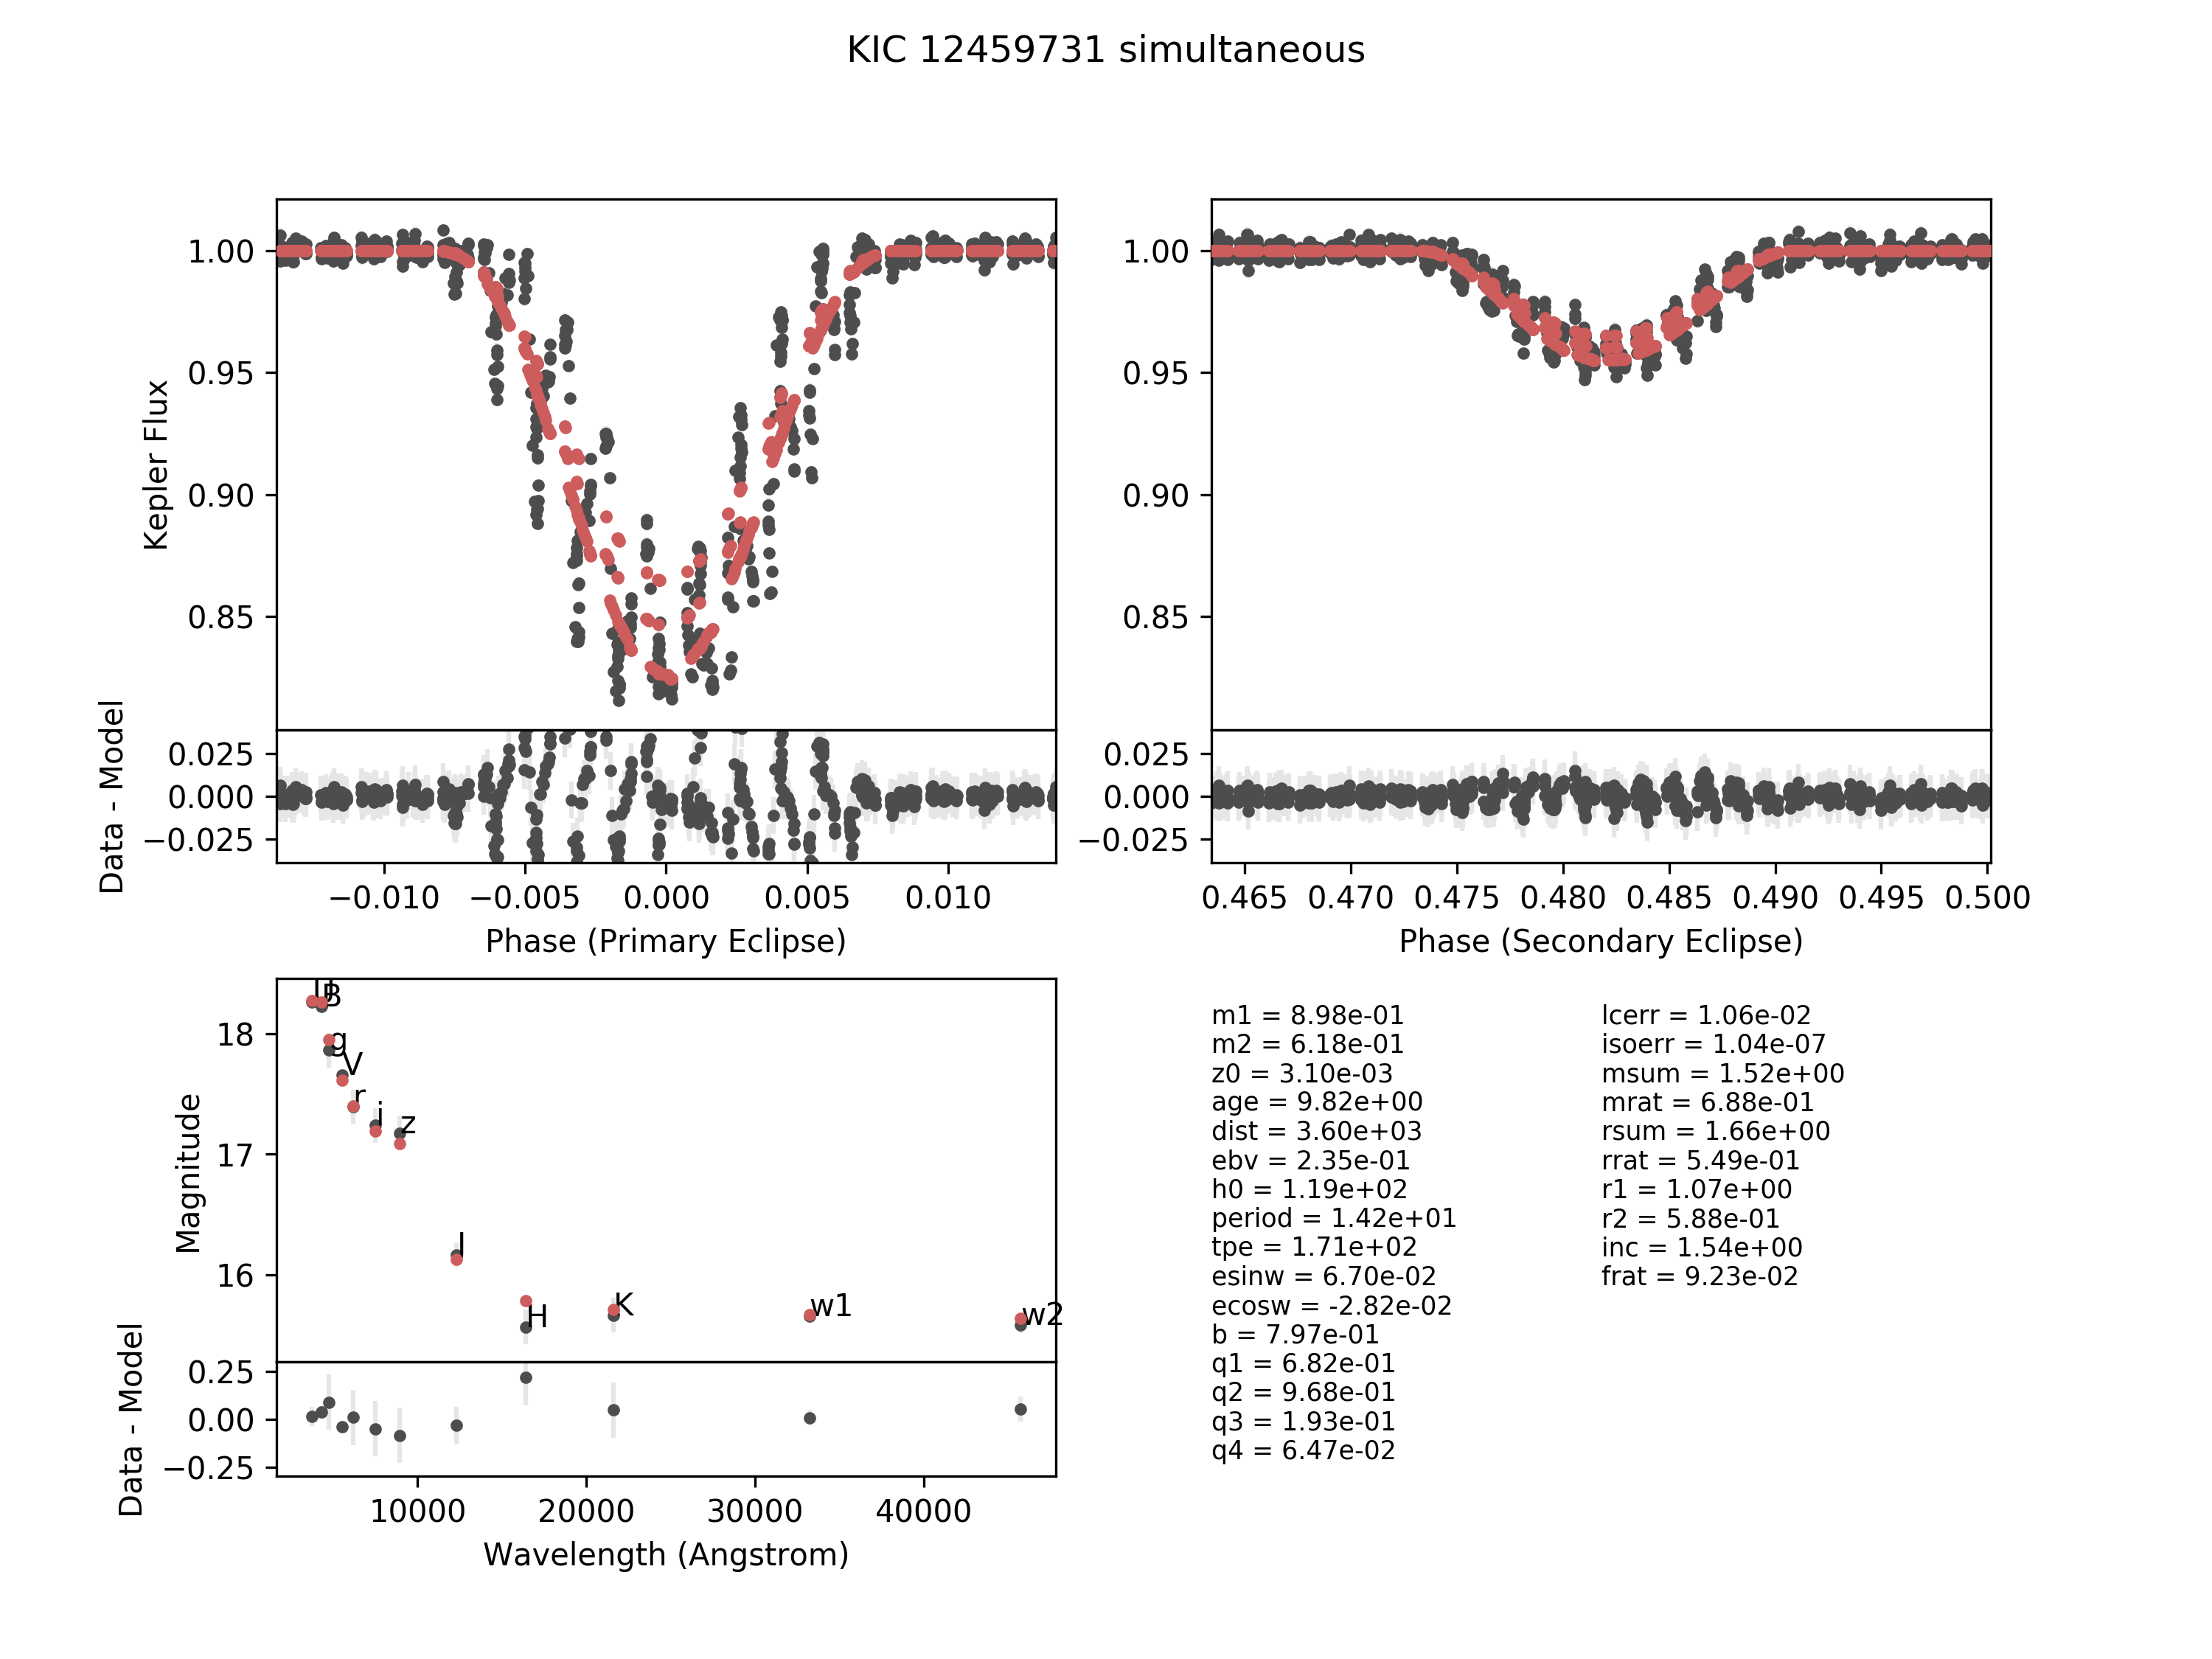 KIC 12459731 simultaneous
1.00
0.95
0.90
0.85
Kepler Flux
0.025
0.000
−0.025
Data - Model
−0.010 −0.005 0.000 0.005 0.010
Phase (Primary Eclipse)
1.00
0.95
0.90
0.85
0.025
0.000
−0.025
0.465 0.470 0.475 0.480 0.485 0.490 0.495 0.500
Phase (Secondary Eclipse)
18
17
16
Magnitude
U
B
g
V
r
i
z
J
H
K
w1
w2
0.25
0.00
−0.25
Data - Model
10000 20000 30000 40000
Wavelength (Angstrom)
m1 = 8.98e-01
m2 = 6.18e-01
z0 = 3.10e-03
age = 9.82e+00
dist = 3.60e+03
ebv = 2.35e-01
h0 = 1.19e+02
period = 1.42e+01
tpe = 1.71e+02
esinw = 6.70e-02
ecosw = -2.82e-02
b = 7.97e-01
q1 = 6.82e-01
q2 = 9.68e-01
q3 = 1.93e-01
q4 = 6.47e-02
lcerr = 1.06e-02
isoerr = 1.04e-07
msum = 1.52e+00
mrat = 6.88e-01
rsum = 1.66e+00
rrat = 5.49e-01
r1 = 1.07e+00
r2 = 5.88e-01
inc = 1.54e+00
frat = 9.23e-02